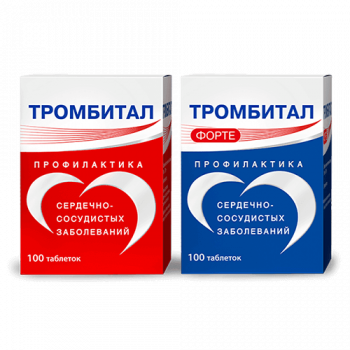 ТРОМБИТАЛ
ПРОФИЛАКТИКА
СЕРДЕЧНО-
СОСУДИСТЫХ
ЗАБОЛЕВАНИЙ
100 таблеток
ТРОМБИТАЛ
ФОРТЕ
ПРОФИЛАКТИКА
СЕРДЕЧНО-
СОСУДИСТЫХ
ЗАБОЛЕВАНИЙ
100 таблеток